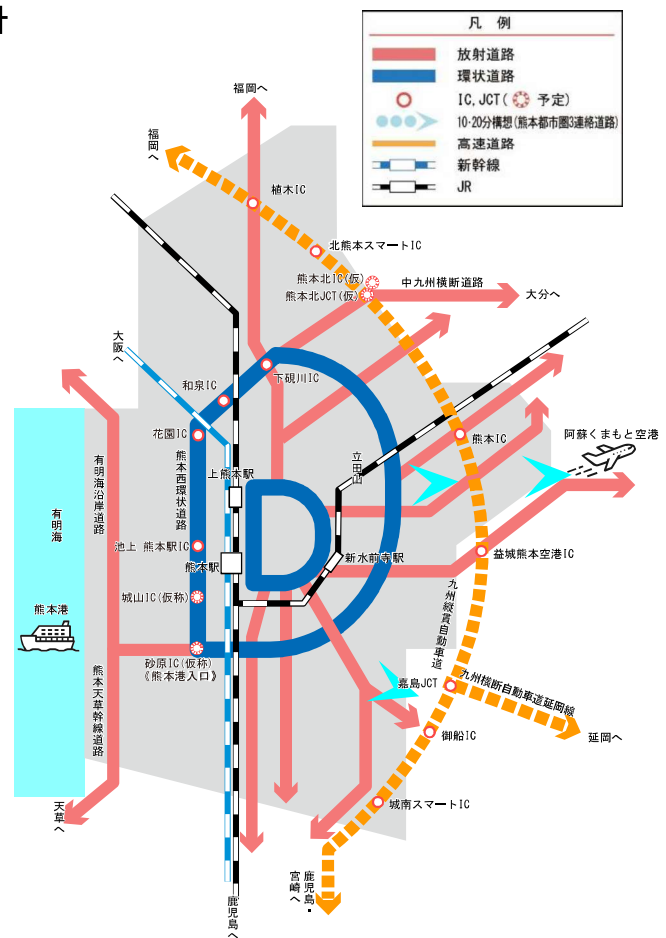 計
凡 例
放射道路
環状道路
IC,JCT( 予定)
10・20分構想(熊本都市圏3連絡道路)
高速道路
新幹線
JR
福岡へ
福岡へ
植木IC
北熊本スマートIC
熊本北IC(仮)
熊本北JCT(仮)
中九州横断道路
大分へ
大阪へ
下硯川IC
和泉IC
花園IC
熊本西環状道路
上熊本駅
立田山
熊本IC
阿蘇くまもと空港
有明海沿岸道路
有明海
池上 熊本駅IC
熊本駅
新水前寺駅
益城熊本空港IC
城山IC(仮称)
熊本港
九州縦貫自動車道
砂原IC(仮称)
《熊本港入口》
熊本天草幹線道路
嘉島JCT
九州横断自動車道延岡線
御船IC
延岡へ
城南スマートIC
天草へ
鹿児島・
宮崎へ
鹿児島へ